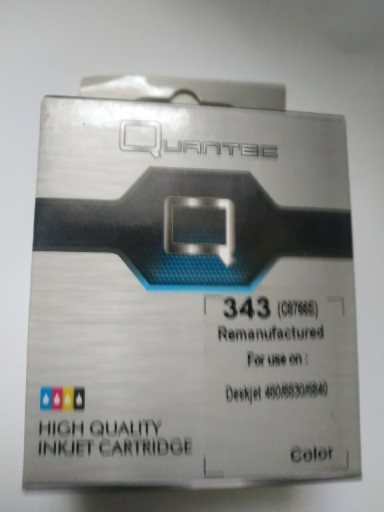 QUANTEC
343 (C8766E)
Remanufactured
For use on :
Deskjet 460/6830/6840
HIGH QUALITY
INKJET CARTRIDGE
Color